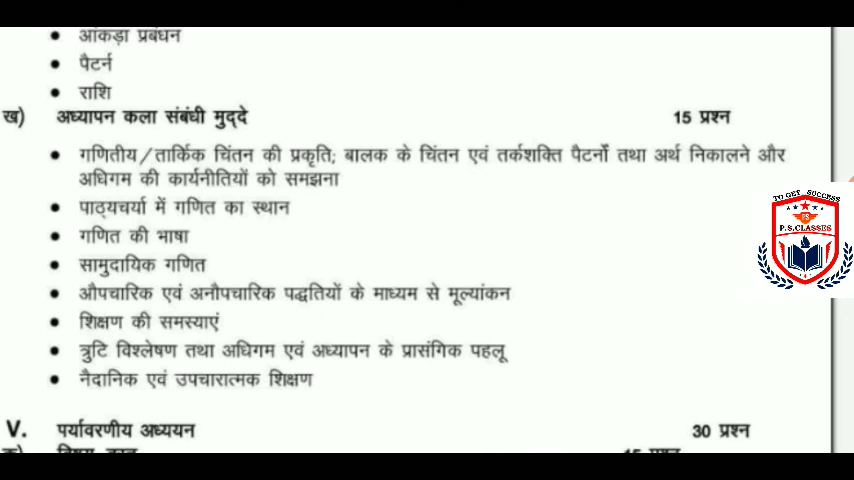 • आंकड़ा प्रबंधन
• पैटर्न
• राशि
ख) अध्यापन कला संबंधी मुद्दे 15 प्रश्न
• गणितीय/तार्किक चिंतन की प्रकृति; बालक के चिंतन एवं तर्कशक्ति पैटर्नों तथा अर्थ निकालने और
अधिगम की कार्यनीतियों को समझना
• पाठ्यचर्या में गणित का स्थान
• गणित की भाषा
• सामुदायिक गणित
• औपचारिक एवं अनौपचारिक पद्धतियों के माध्यम से मूल्यांकन
• शिक्षण की समस्याएं
• त्रुटि विश्लेषण तथा अधिगम एवं अध्यापन के प्रासंगिक पहलू
• नैदानिक एवं उपचारात्मक शिक्षण
V. पर्यावरणीय अध्ययन 30 प्रश्न
TO GET SUCCESS
PS
P.S.CLASSES